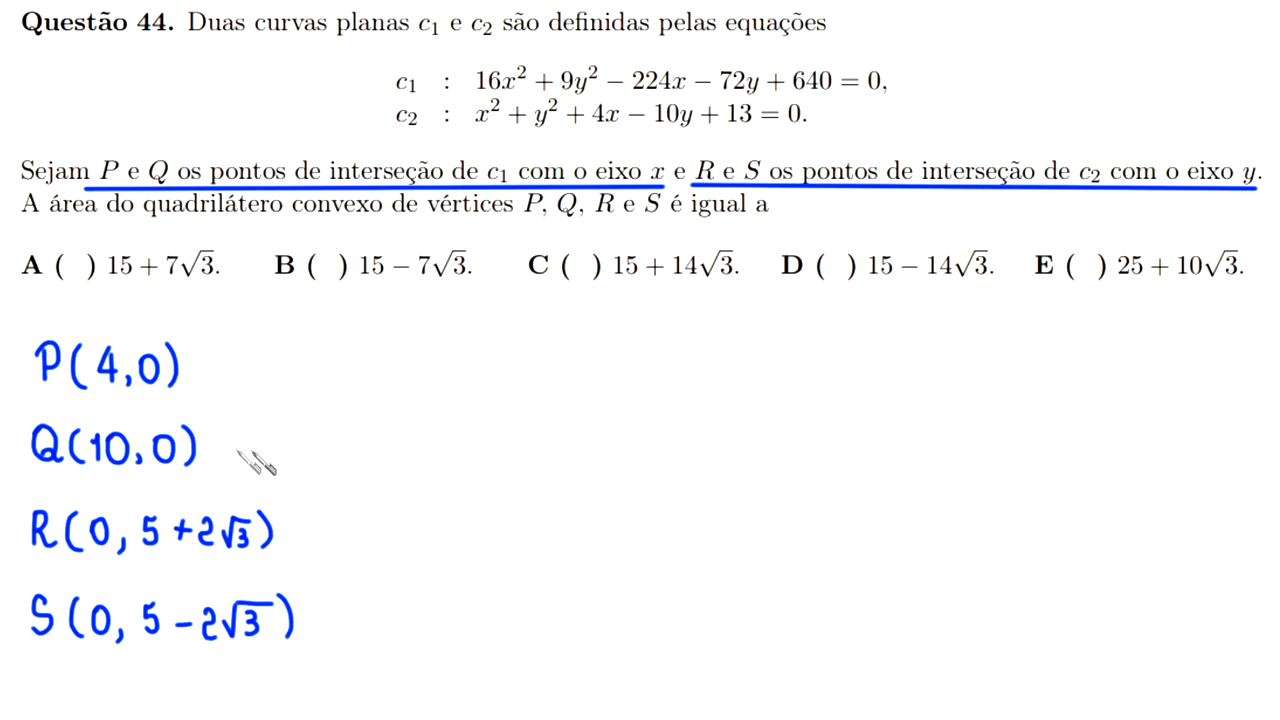 Questão 44. Duas curvas planas c₁ e c₂ são definidas pelas equações
c₁ : 16x² + 9y² − 224x − 72y + 640 = 0,
c₂ : x² + y² + 4x − 10y + 13 = 0.
Sejam P e Q os pontos de interseção de c₁ com o eixo x e R e S os pontos de interseção de c₂ com o eixo y.
A área do quadrilátero convexo de vértices P, Q, R e S é igual a
A ( ) 15 + 7√3. B ( ) 15 − 7√3. C ( ) 15 + 14√3. D ( ) 15 − 14√3. E ( ) 25 + 10√3.
P(4,0)
Q(10,0)
R(0, 5+2√3)
S(0, 5-2√3)